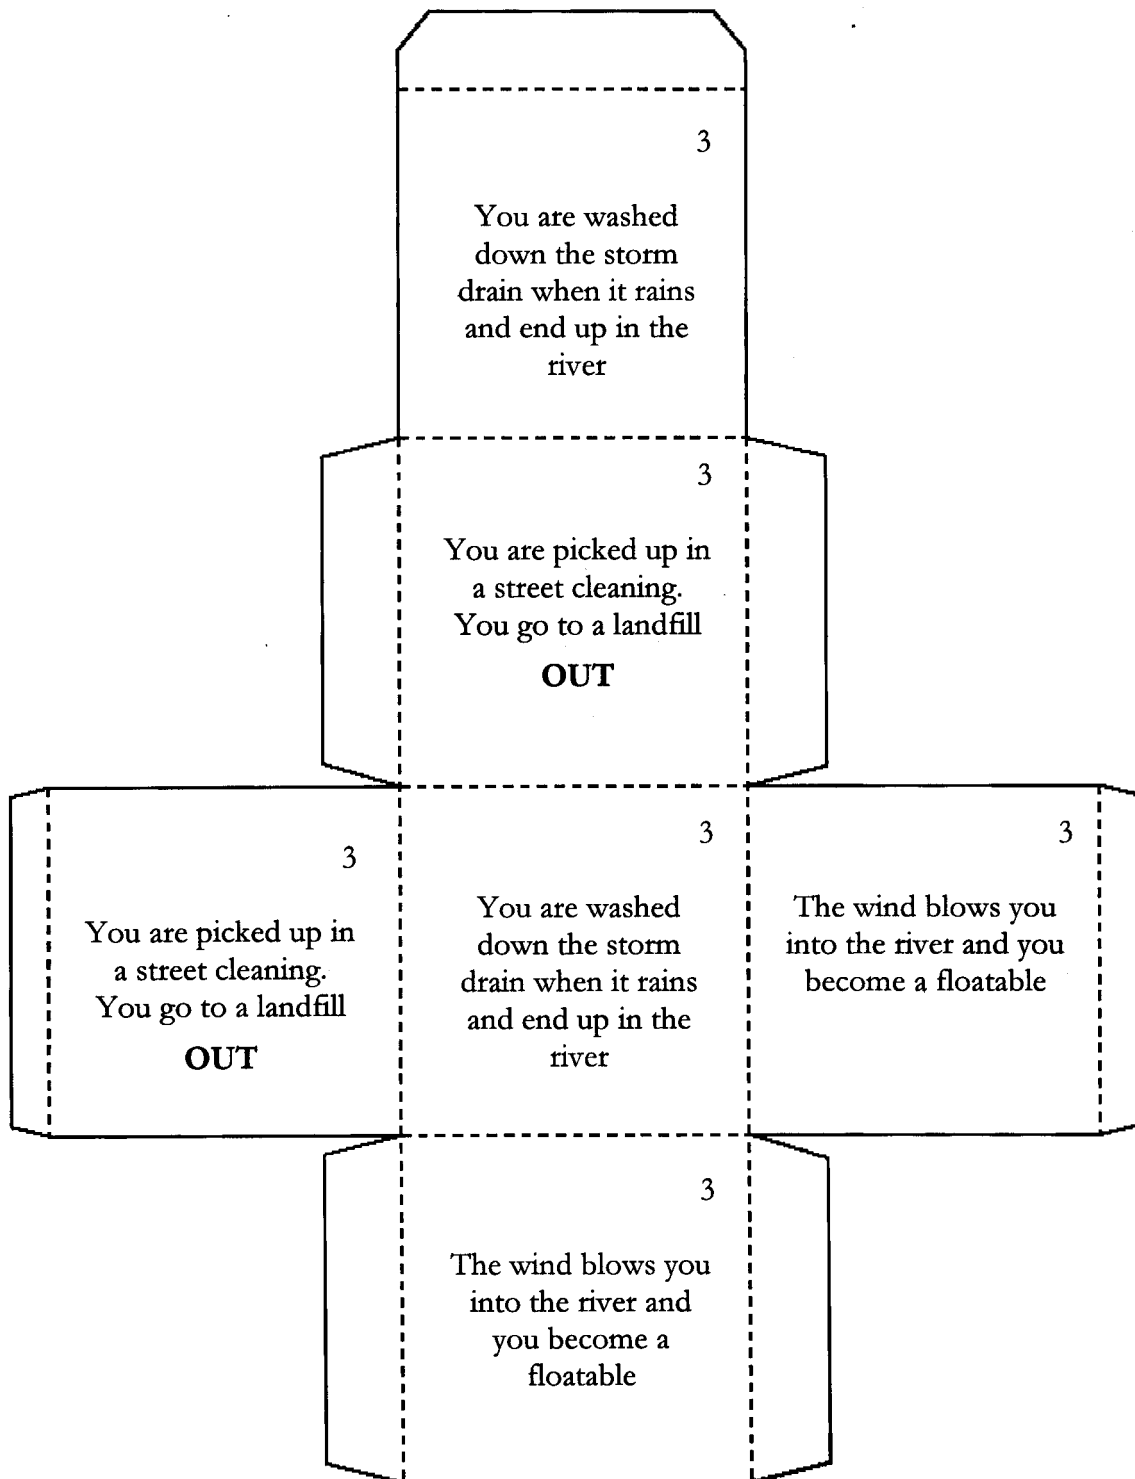 3
You are washed
down the storm
drain when it rains
and end up in the
river
3
You are picked up in
a street cleaning.
You go to a landfill
OUT
3
You are picked up in
a street cleaning.
You go to a landfill
OUT
3
You are washed
down the storm
drain when it rains
and end up in the
river
3
The wind blows you
into the river and you
become a floatable
3
The wind blows you
into the river and
you become a
floatable